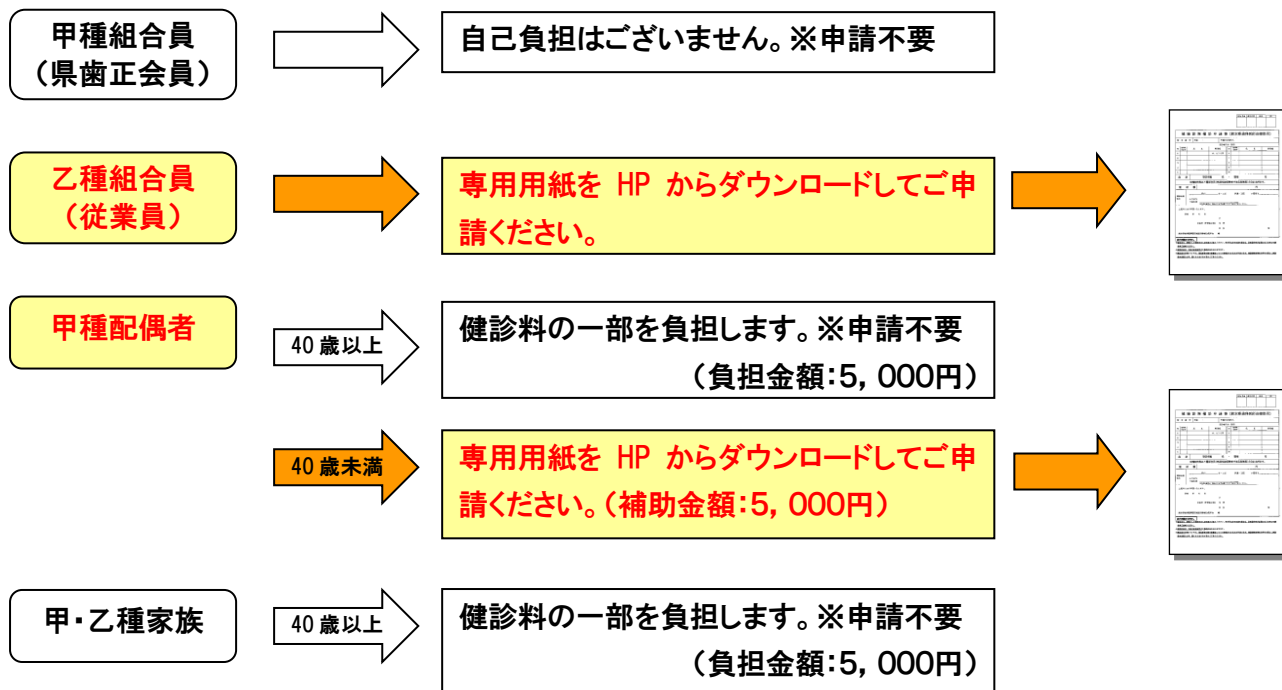 甲種組合員
（県歯正会員）
自己負担はございません。※申請不要
乙種組合員
（従業員）
専用用紙を HP からダウンロードしてご申
請ください。
甲種配偶者
40歳以上
健診料の一部を負担します。※申請不要
（負担金額：5，000円）
40歳未満
専用用紙を HP からダウンロードしてご申
請ください。（補助金額：5，000円）
甲・乙種家族
40歳以上
健診料の一部を負担します。※申請不要
（負担金額：5，000円）